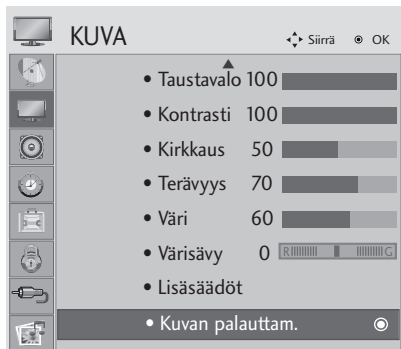 KUVA Siirrä OK
• Taustavalo 100
• Kontrasti 100
• Kirkkaus 50
• Terävyys 70
• Väri 60
• Värisävy 0 R G
• Lisäsäädöt
• Kuvan palauttam.